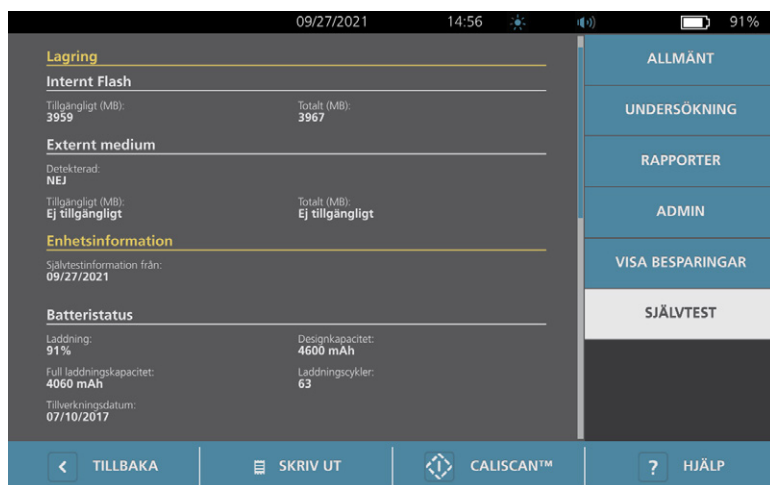 09/27/2021 14:56 91%
Lagring
Internt Flash
Tillgängligt (MB): Totalt (MB):
3959 3967
Externt medium
Detekterad:
NEJ
Tillgängligt (MB): Totalt (MB):
Ej tillgängligt Ej tillgängligt
Enhetsinformation
Självtestinformation från:
09/27/2021
Batteristatus
Laddning: Designkapacitet:
91% 4600 mAh
Full laddningskapacitet: Laddningscykler:
4060 mAh 63
Tillverkningsdatum:
07/10/2017
ALLMÄNT
UNDERSÖKNING
RAPPORTER
ADMIN
VISA BESPARINGAR
SJÄLVTEST
TILLBAKA SKRIV UT CALISCAN™ ? HJÄLP